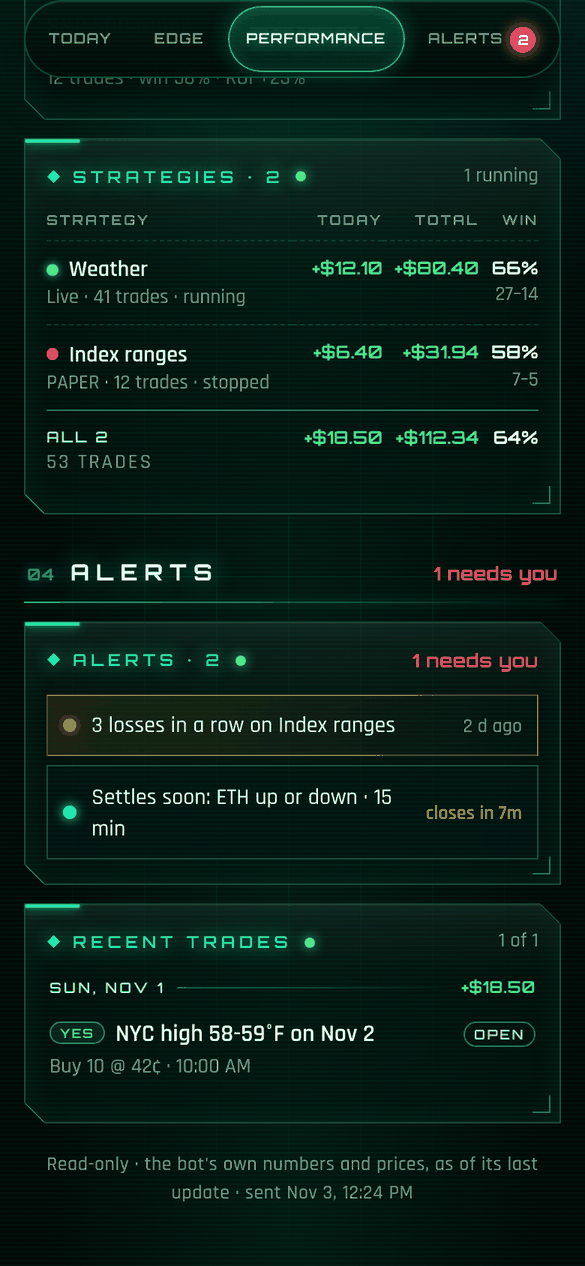 TODAY EDGE PERFORMANCE ALERTS 2
12 trades · win 58% · ROI +23%
STRATEGIES · 2 1 running
STRATEGY TODAY TOTAL WIN
Weather +$12.10 +$80.40 66%
Live · 41 trades · running 27–14
Index ranges +$6.40 +$31.94 58%
PAPER · 12 trades · stopped 7–5
ALL 2 +$18.50 +$112.34 64%
53 TRADES
04 ALERTS 1 needs you
ALERTS · 2 1 needs you
3 losses in a row on Index ranges 2 d ago
Settles soon: ETH up or down · 15
min
closes in 7m
RECENT TRADES 1 of 1
SUN, NOV 1 +$18.50
YES NYC high 58-59°F on Nov 2 OPEN
Buy 10 @ 42¢ · 10:00 AM
Read-only · the bot's own numbers and prices, as of its last
update · sent Nov 3, 12:24 PM